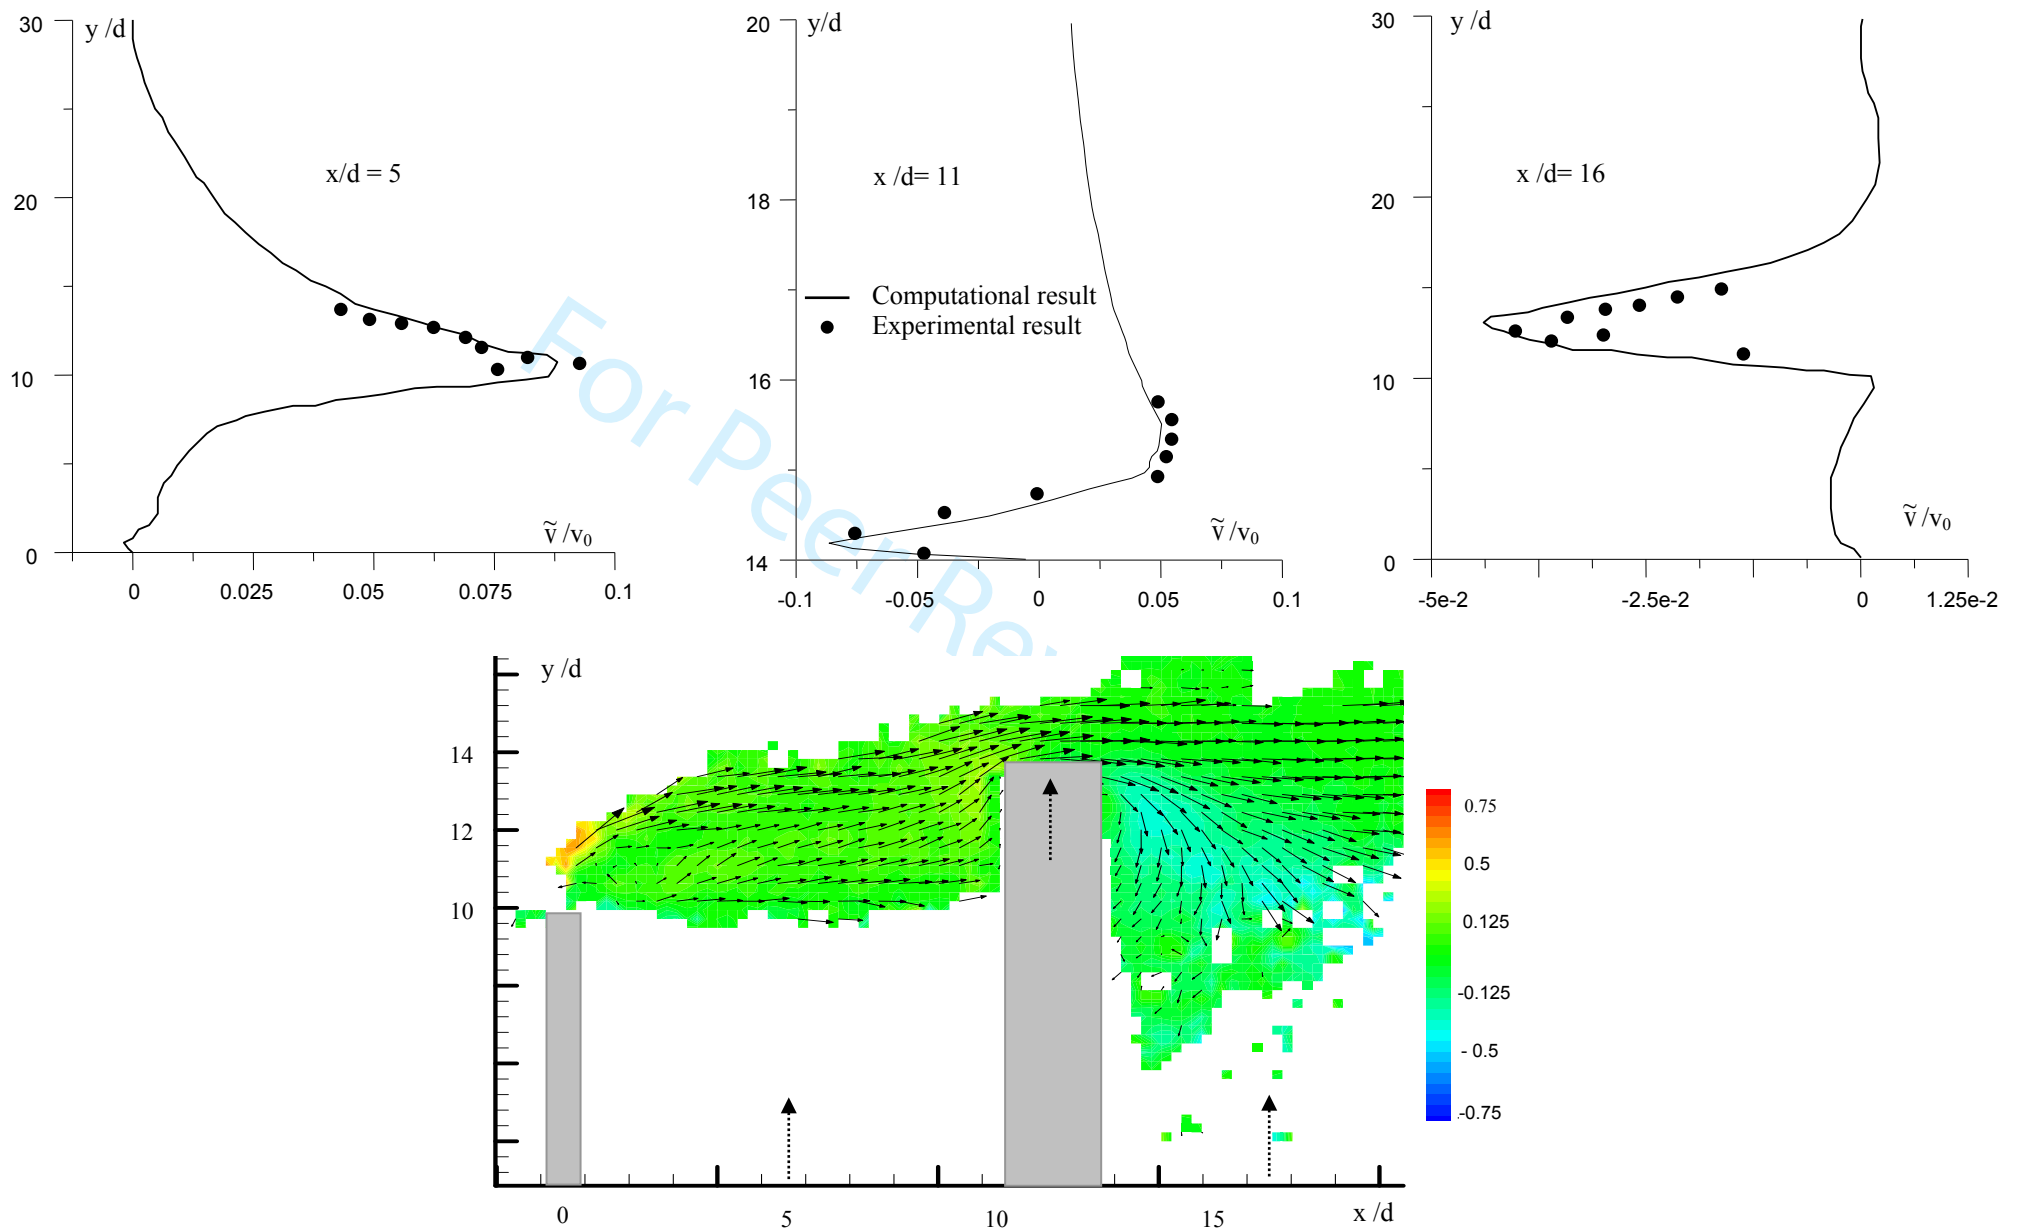 30
y /d
x/d = 5
20
10
0
ṽ /v0
0 0.025 0.05 0.075 0.1
20
y/d
x /d= 11
18
Computational result
Experimental result
16
14
ṽ /v0
-0.1 -0.05 0 0.05 0.1
30
y /d
x /d= 16
20
10
0
ṽ /v0
-5e-2 -2.5e-2 0 1.25e-2
For Peer Re
y /d
14
12
10
0 5 10 15 x /d
0.75
0.5
0.125
-0.125
- 0.5
-0.75